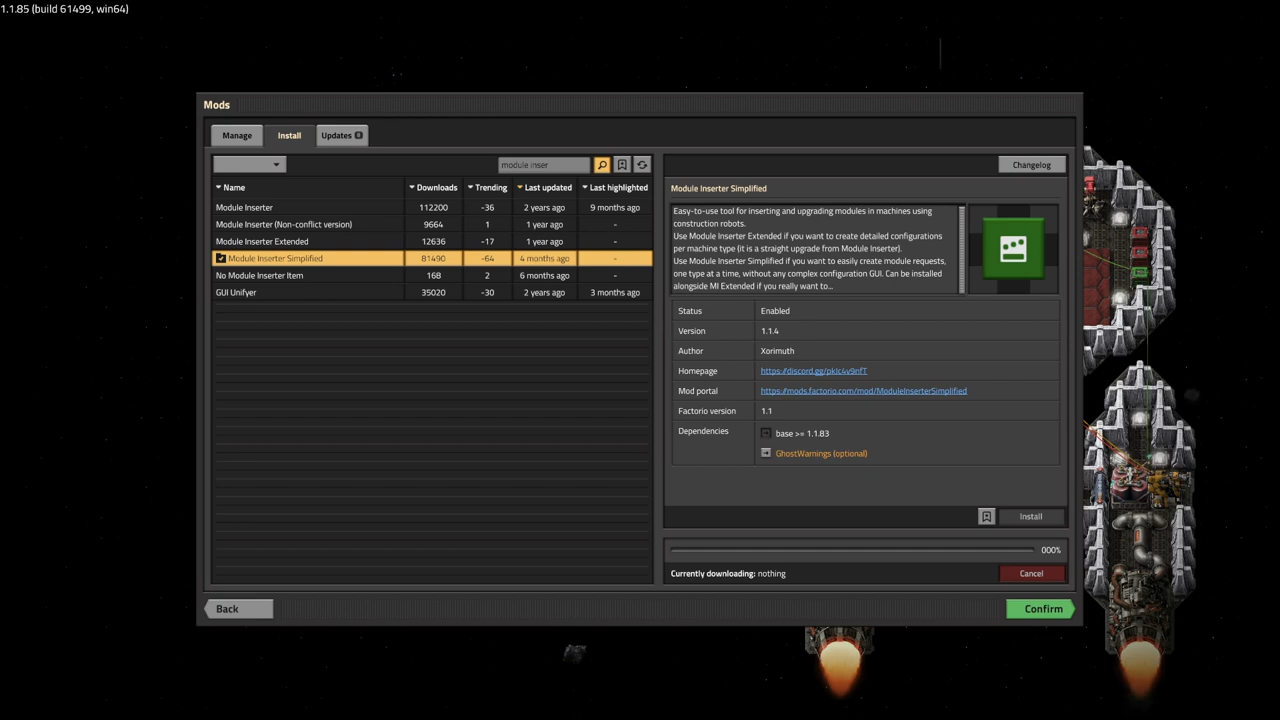 1.1.85 (build 61499, win64)
Mods
Manage Install Updates 0
module inser
Name Downloads Trending Last updated Last highlighted
Module Inserter 112200 -36 2 years ago 9 months ago
Module Inserter (Non-conflict version) 9664 1 1 year ago -
Module Inserter Extended 12636 -17 1 year ago -
Module Inserter Simplified 81490 -64 4 months ago -
No Module Inserter Item 168 2 6 months ago -
GUI Unifyer 35020 -30 2 years ago 3 months ago
Changelog
Module Inserter Simplified
Easy-to-use tool for inserting and upgrading modules in machines using
construction robots.
Use Module Inserter Extended if you want to create detailed configurations
per machine type (it is a straight upgrade from Module Inserter).
Use Module Inserter Simplified if you want to easily create module requests,
one type at a time, without any complex configuration GUI. Can be installed
alongside MI Extended if you really want to...
Status Enabled
Version 1.1.4
Author Xorimuth
Homepage https://discord.gg/pkJc4v9nfT
Mod portal https://mods.factorio.com/mod/ModuleInserterSimplified
Factorio version 1.1
Dependencies base >= 1.1.83
GhostWarnings (optional)
Install
000%
Currently downloading: nothing
Cancel
Back
Confirm